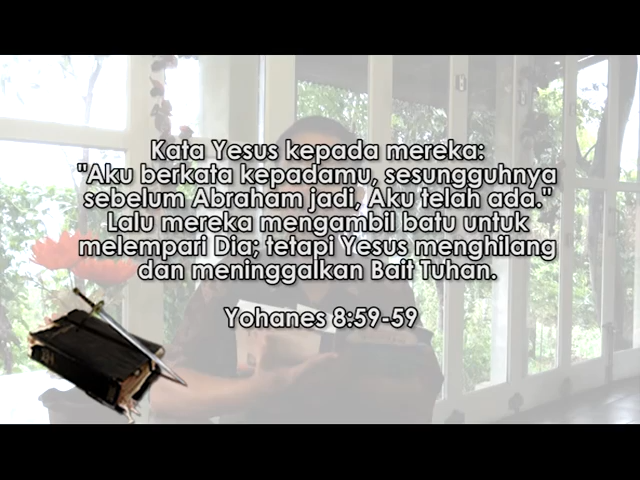 Kata Yesus kepada mereka:
"Aku berkata kepadamu, sesungguhnya
sebelum Abraham jadi, Aku telah ada."
Lalu mereka mengambil batu untuk
melempari Dia; tetapi Yesus menghilang
dan meninggalkan Bait Tuhan.
Yohanes 8:59-59